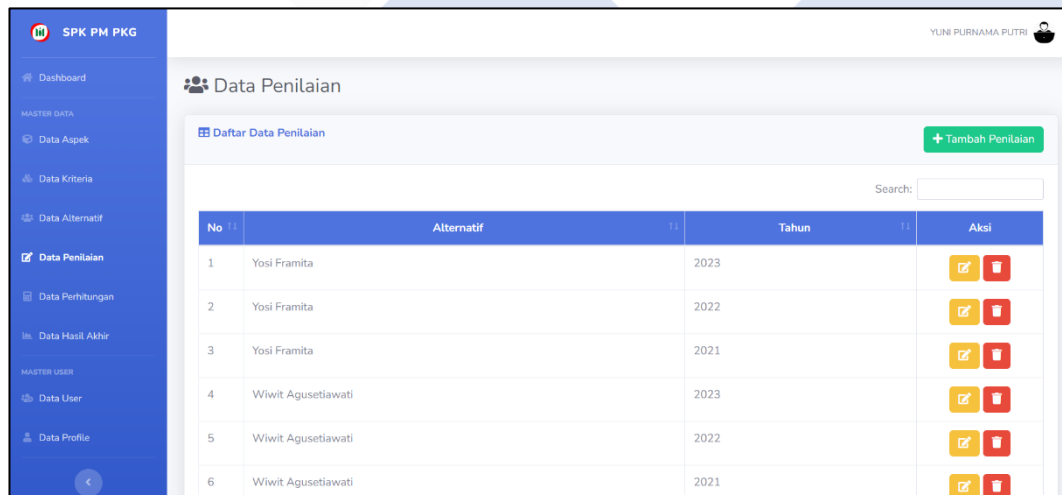 SPK PM PKG
YUNI PURNAMA PUTRI
Dashboard
MASTER DATA
Data Aspek
Data Kriteria
Data Alternatif
Data Penilaian
Data Perhitungan
Data Hasil Akhir
MASTER USER
Data User
Data Profile
Data Penilaian
Daftar Data Penilaian
+ Tambah Penilaian
Search:
No Alternatif Tahun Aksi
1 Yosi Framita 2023
2 Yosi Framita 2022
3 Yosi Framita 2021
4 Wiwit Agusetiawati 2023
5 Wiwit Agusetiawati 2022
6 Wiwit Agusetiawati 2021